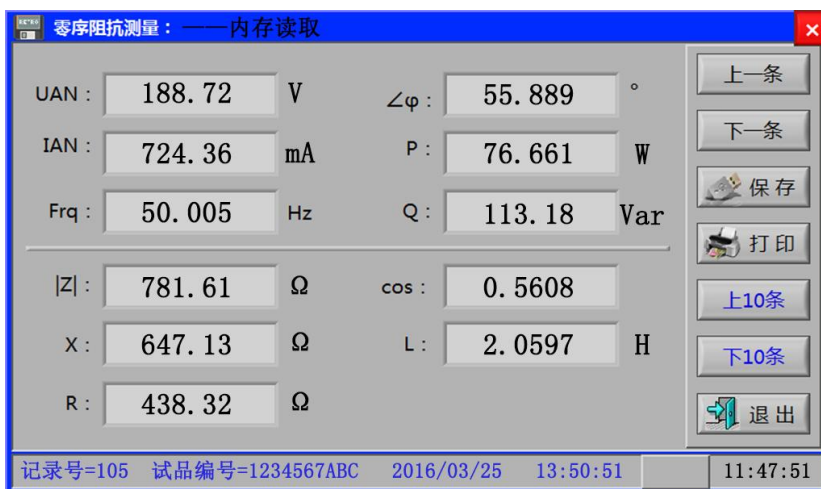 零序阻抗测量：——内存读取
UAN： 188.72 V ∠φ： 55.889 °
IAN： 724.36 mA P： 76.661 W
Frq： 50.005 Hz Q： 113.18 Var
|Z|： 781.61 Ω cos： 0.5608
X： 647.13 Ω L： 2.0597 H
R： 438.32 Ω
上一条
下一条
保存
打印
上10条
下10条
退出
记录号=105 试品编号=1234567ABC 2016/03/25 13:50:51 11:47:51